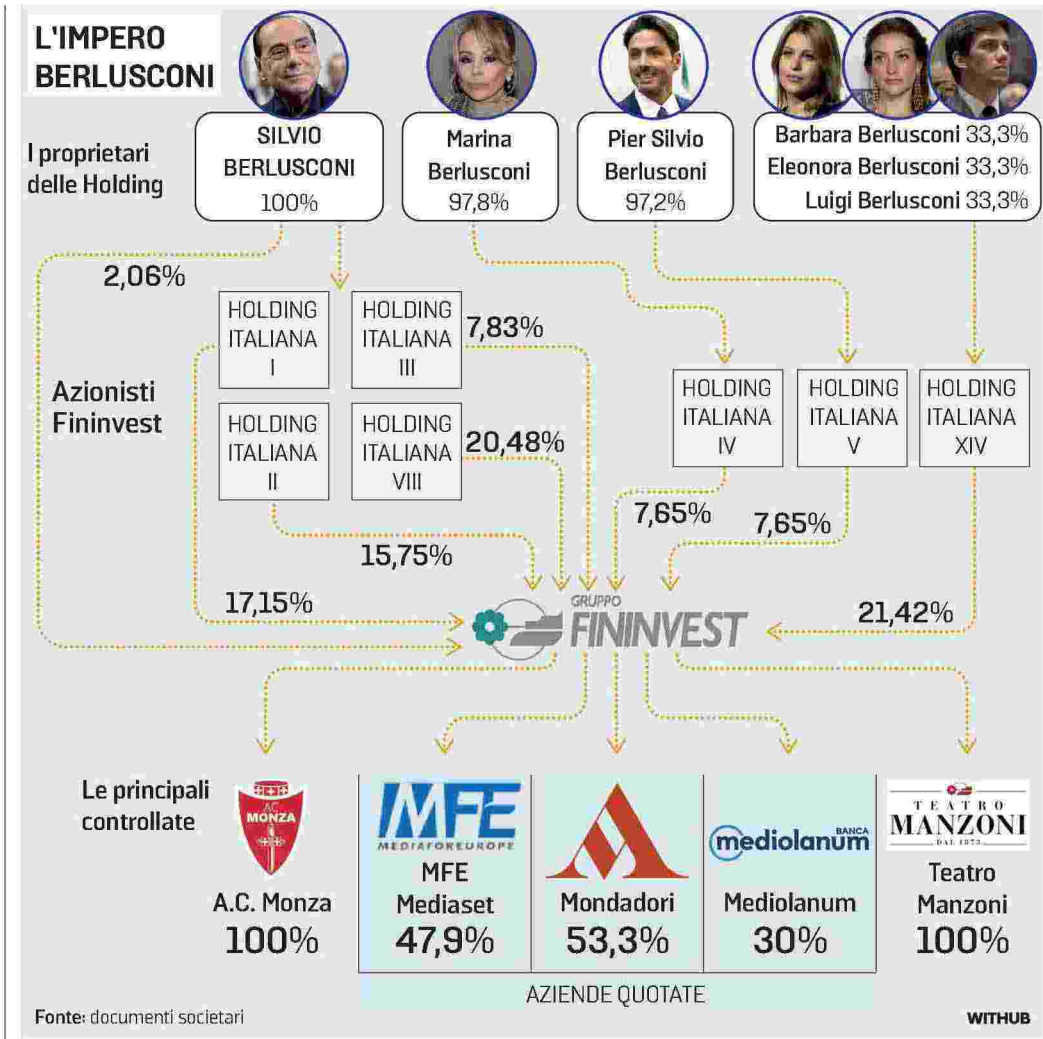 L'IMPERO
BERLUSCONI
I proprietari
delle Holding
SILVIO
BERLUSCONI
100%
Marina
Berlusconi
97,8%
Pier Silvio
Berlusconi
97,2%
Barbara Berlusconi 33,3%
Eleonora Berlusconi 33,3%
Luigi Berlusconi 33,3%
2,06%
Azionisti
Fininvest
HOLDING
ITALIANA
I
HOLDING
ITALIANA
III
7,83%
HOLDING
ITALIANA
II
HOLDING
ITALIANA
VIII
20,48%
HOLDING
ITALIANA
IV
HOLDING
ITALIANA
V
HOLDING
ITALIANA
XIV
7,65%
7,65%
15,75%
17,15%
21,42%
GRUPPO
FININVEST
Le principali
controllate
A.C.
MONZA
A.C. Monza
100%
MFE
MEDIAFOREUROPE
MFE
Mediaset
47,9%
Mondadori
53,3%
BANCA
mediolanum
Mediolanum
30%
TEATRO
MANZONI
DAL 1873
Teatro
Manzoni
100%
AZIENDE QUOTATE
Fonte: documenti societari
WITHUB